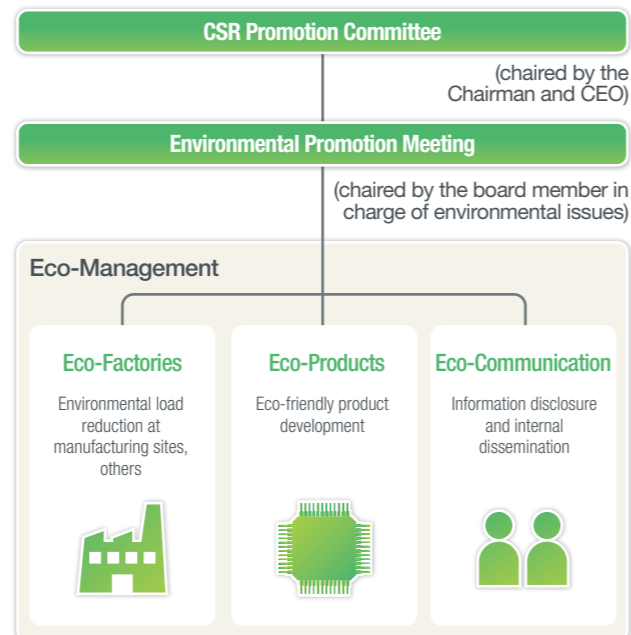 CSR Promotion Committee
(chaired by the
Chairman and CEO)
Environmental Promotion Meeting
(chaired by the board member in
charge of environmental issues)
Eco-Management
Eco-Factories
Environmental load
reduction at
manufacturing sites,
others
Eco-Products
Eco-friendly product
development
Eco-Communication
Information disclosure
and internal
dissemination